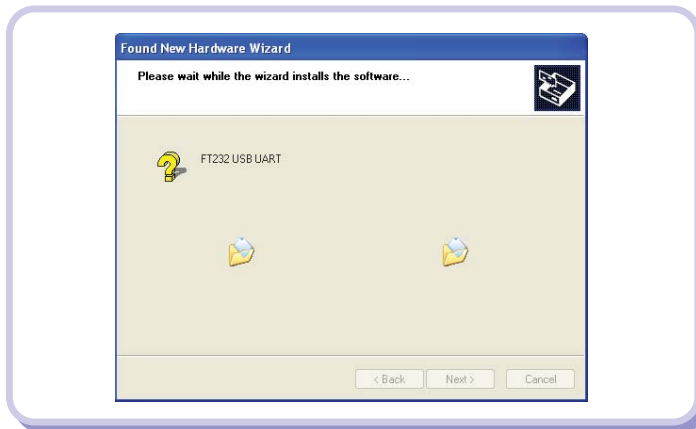 Found New Hardware Wizard
Please wait while the wizard installs the software...
FT232 USB UART
< Back
Next >
Cancel